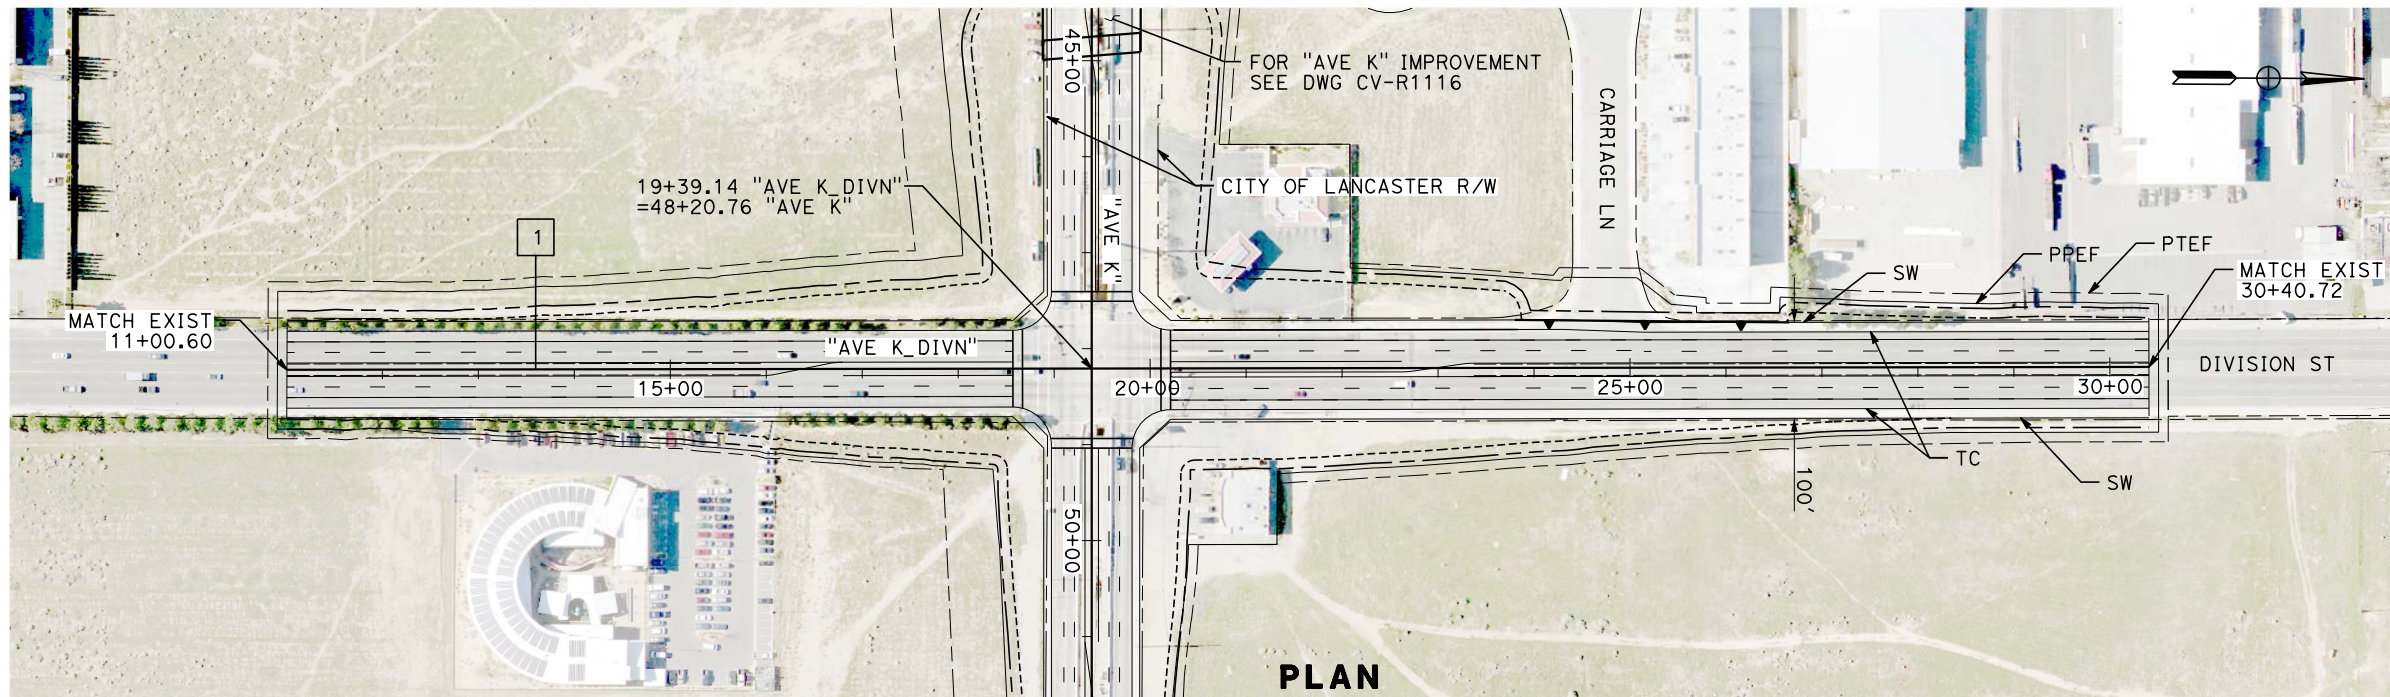 45+00
FOR "AVE K" IMPROVEMENT
SEE DWG CV-R1116
CARRIAGE LN
19+39.14 "AVE K_DIVN"
=48+20.76 "AVE K"
CITY OF LANCASTER R/W
"AVE K"
1
PPEF
PTEF
SW
MATCH EXIST
30+40.72
MATCH EXIST
11+00.60
"AVE K_DIVN"
DIVISION ST
15+00
20+00
25+00
30+00
TC
SW
100'
50+00
PLAN